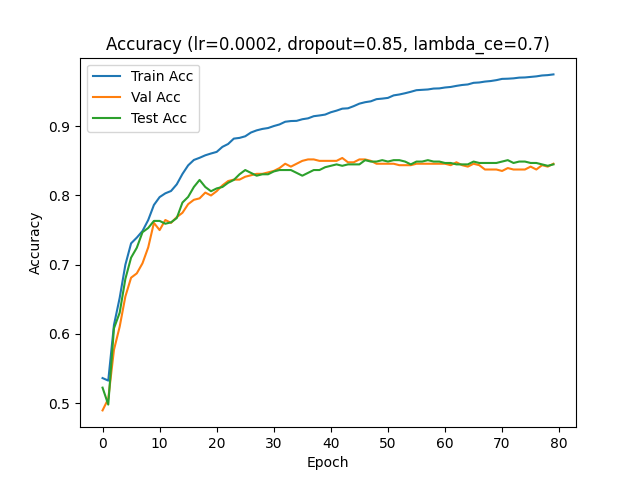 Accuracy (lr=0.0002, dropout=0.85, lambda_ce=0.7)
Train Acc
Val Acc
Test Acc
0.9
0.8
0.7
0.6
0.5
Accuracy
0 10 20 30 40 50 60 70 80
Epoch